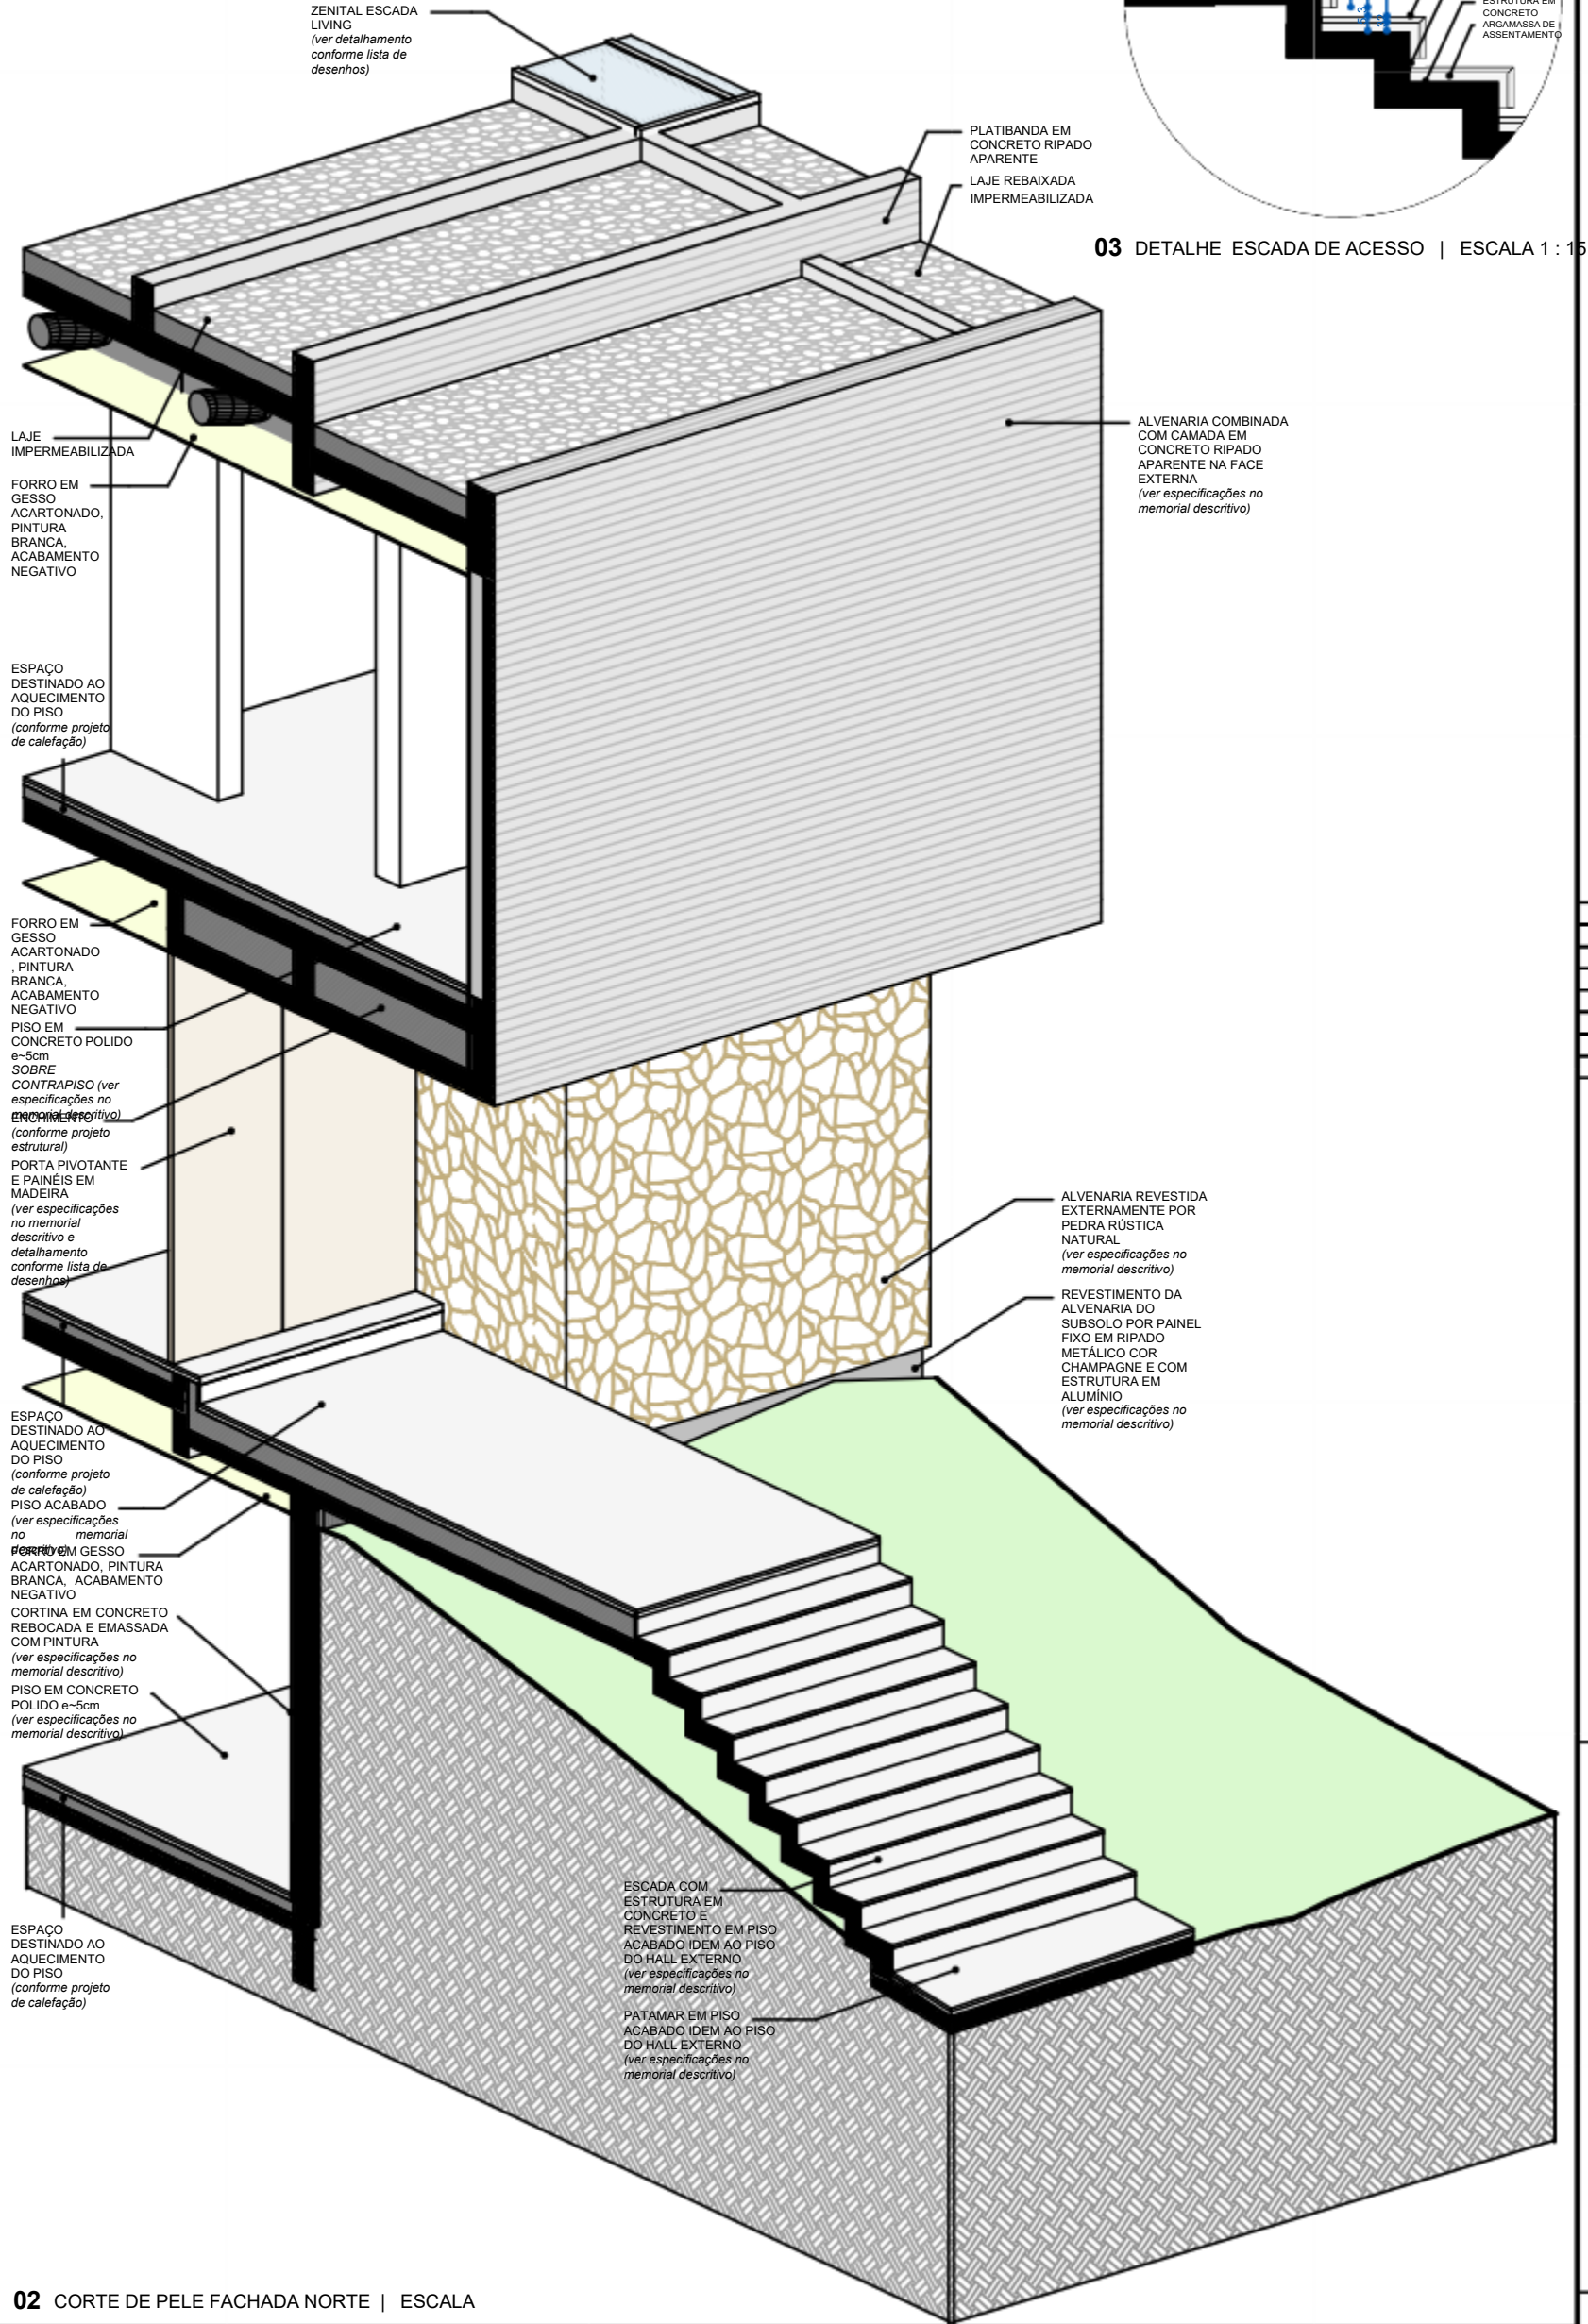 ZENITAL ESCADA
LIVING
(ver detalhamento
conforme lista de
desenhos)
ESTRUTURA EM
CONCRETO
ARGAMASSA DE
ASSENTAMENTO
PLATIBANDA EM
CONCRETO RIPADO
APARENTE
LAJE REBAIXADA
IMPERMEABILIZADA
03 DETALHE ESCADA DE ACESSO | ESCALA 1 : 15
ALVENARIA COMBINADA
COM CAMADA EM
CONCRETO RIPADO
APARENTE NA FACE
EXTERNA
(ver especificações no
memorial descritivo)
LAJE
IMPERMEABILIZADA
FORRO EM
GESSO
ACARTONADO,
PINTURA
BRANCA,
ACABAMENTO
NEGATIVO
ESPAÇO
DESTINADO AO
AQUECIMENTO
DO PISO
(conforme projeto
de calefação)
FORRO EM
GESSO
ACARTONADO
, PINTURA
BRANCA,
ACABAMENTO
NEGATIVO
PISO EM
CONCRETO POLIDO
e~5cm
SOBRE
CONTRAPISO (ver
especificações no
memorial descritivo)
ENCHIMENTO
(conforme projeto
estrutural)
PORTA PIVOTANTE
E PAINÉIS EM
MADEIRA
(ver especificações
no memorial
descritivo e
detalhamento
conforme lista de
desenhos)
ALVENARIA REVESTIDA
EXTERNAMENTE POR
PEDRA RÚSTICA
NATURAL
(ver especificações no
memorial descritivo)
REVESTIMENTO DA
ALVENARIA DO
SUBSOLO POR PAINEL
FIXO EM RIPADO
METÁLICO COR
CHAMPAGNE E COM
ESTRUTURA EM
ALUMÍNIO
(ver especificações no
memorial descritivo)
ESPAÇO
DESTINADO AO
AQUECIMENTO
DO PISO
(conforme projeto
de calefação)
PISO ACABADO
(ver especificações
no memorial
descritivo)
FORRO EM GESSO
ACARTONADO, PINTURA
BRANCA, ACABAMENTO
NEGATIVO
CORTINA EM CONCRETO
REBOCADA E EMASSADA
COM PINTURA
(ver especificações no
memorial descritivo)
PISO EM CONCRETO
POLIDO e~5cm
(ver especificações no
memorial descritivo)
ESPAÇO
DESTINADO AO
AQUECIMENTO
DO PISO
(conforme projeto
de calefação)
ESCADA COM
ESTRUTURA EM
CONCRETO E
REVESTIMENTO EM PISO
ACABADO IDEM AO PISO
DO HALL EXTERNO
(ver especificações no
memorial descritivo)
PATAMAR EM PISO
ACABADO IDEM AO PISO
DO HALL EXTERNO
(ver especificações no
memorial descritivo)
02 CORTE DE PELE FACHADA NORTE | ESCALA